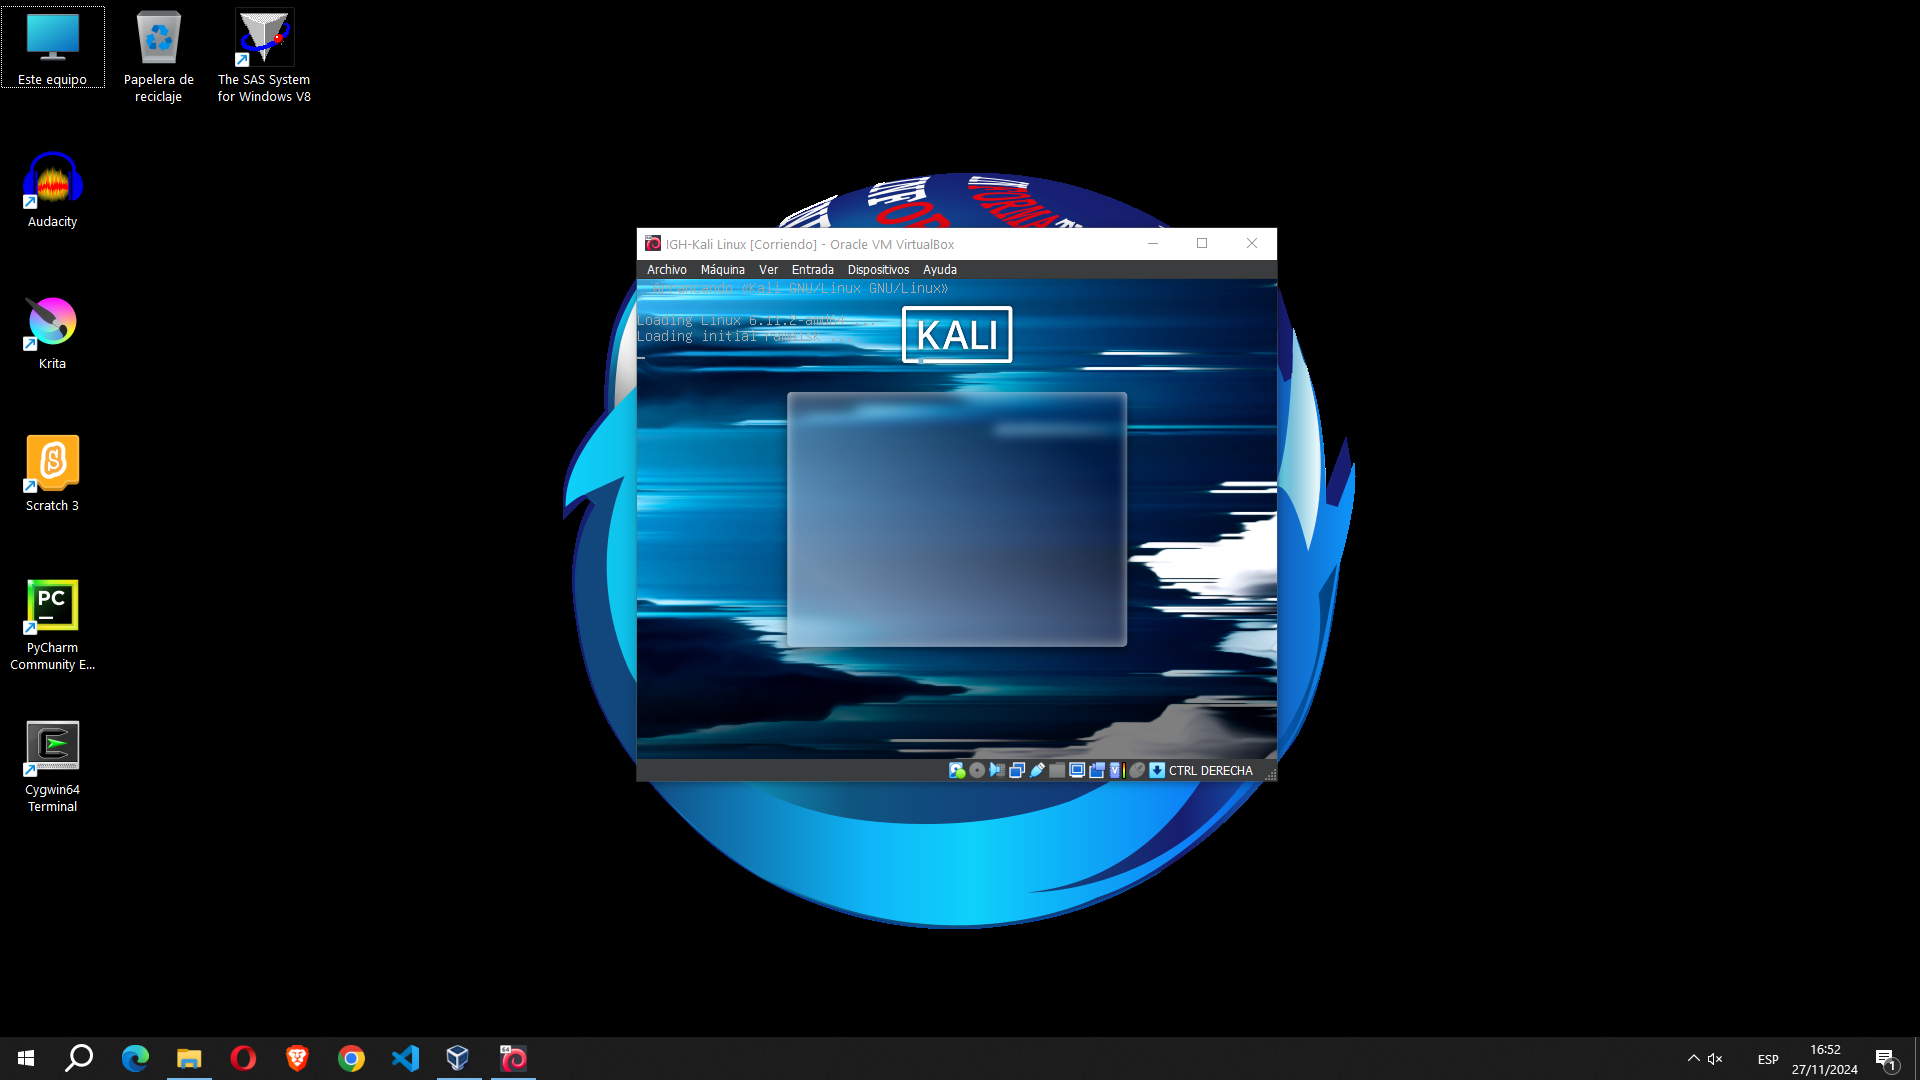 Este equipo
Papelera de
reciclaje
The SAS System
for Windows V8
Audacity
Krita
Scratch 3
PC
PyCharm
Community E...
Cygwin64
Terminal
IGH-Kali Linux [Corriendo] - Oracle VM VirtualBox
Archivo Máquina Ver Entrada Dispositivos Ayuda
Arrancando «Kali GNU/Linux GNU/Linux»
Loading Linux 6.11.2-amd64 ...
Loading initial ramdisk ...
KALI
CTRL DERECHA
ESP
16:52
27/11/2024
1